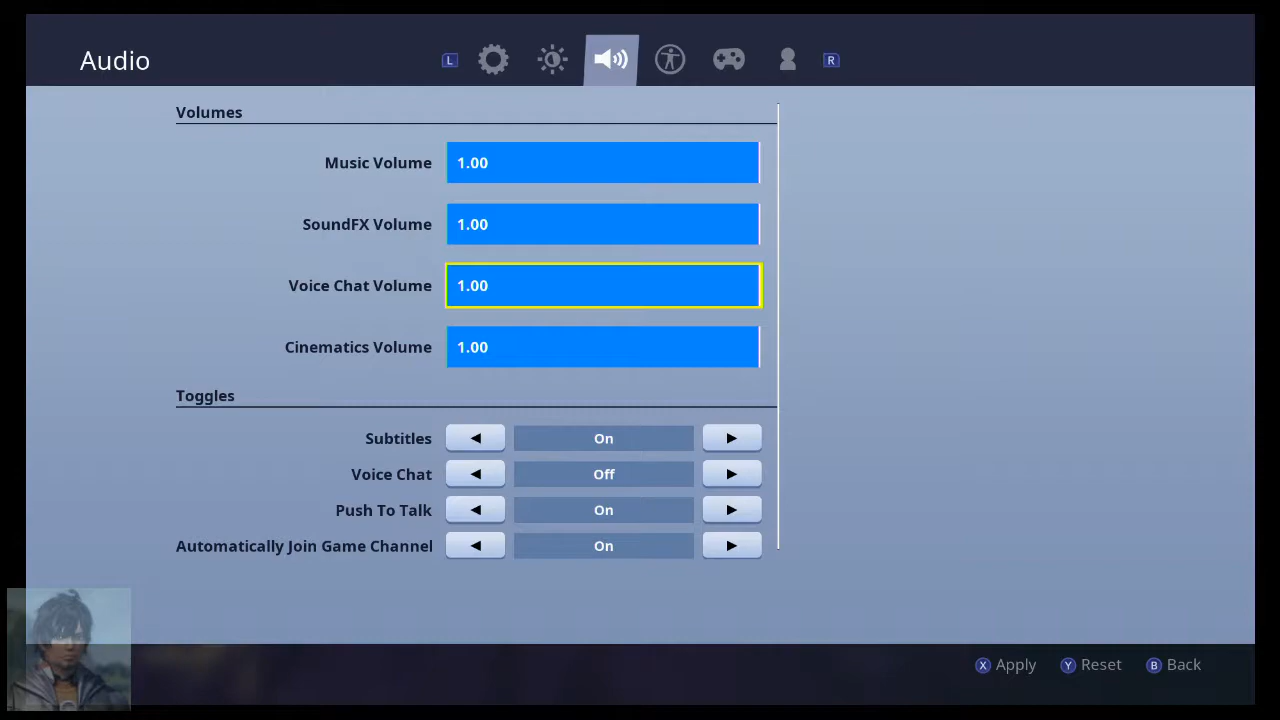 Audio
L
R
Volumes
Music Volume 1.00
SoundFX Volume 1.00
Voice Chat Volume 1.00
Cinematics Volume 1.00
Toggles
Subtitles On
Voice Chat Off
Push To Talk On
Automatically Join Game Channel On
X Apply Y Reset B Back